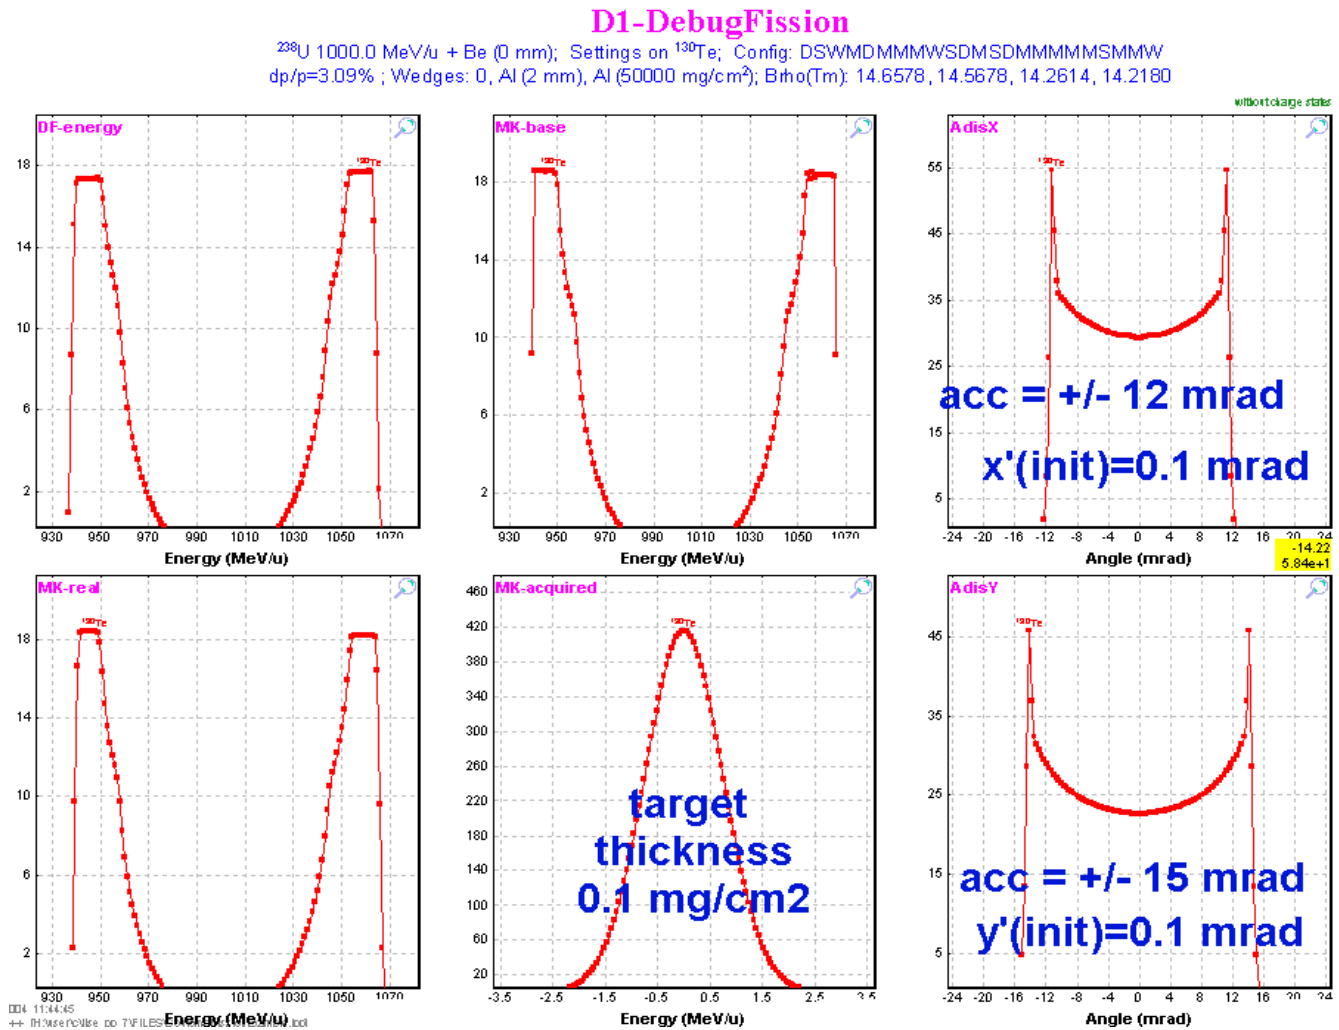 D1-DebugFission
²³⁸U 1000.0 MeV/u + Be (0 mm); Settings on ¹³⁰Te; Config: DSWMDMMMWSDMSDMMMMMSMMW
dp/p=3.09% ; Wedges: 0, Al (2 mm), Al (50000 mg/cm²); Brho(Tm): 14.6578, 14.5678, 14.2614, 14.2180
without charge states
DF-energy
¹³⁰Te
18
14
10
6
2
930 950 970 990 1010 1030 1050 1070
Energy (MeV/u)
MK-base
¹³⁰Te
18
14
10
6
2
930 950 970 990 1010 1030 1050 1070
Energy (MeV/u)
AdisX
¹³⁰Te
55
45
35
25
15
5
acc = +/- 12 mrad
x'(init)=0.1 mrad
-24 -20 -16 -12 -8 -4 0 4 8 12 16 20 24
Angle (mrad)
-14.22
5.84e+1
MK-real
¹³⁰Te
18
14
10
6
2
930 950 970 990 1010 1030 1050 1070
Energy (MeV/u)
MK-acquired
¹³⁰Te
460
420
380
340
300
260
220
180
140
100
60
20
target
thickness
0.1 mg/cm2
-3.5 -2.5 -1.5 -0.5 0.5 1.5 2.5 3.5
Energy (MeV/u)
AdisY
¹³⁰Te
45
35
25
15
5
acc = +/- 15 mrad
y'(init)=0.1 mrad
-24 -20 -16 -12 -8 -4 0 4 8 12 16 20 24
Angle (mrad)
11:44:45